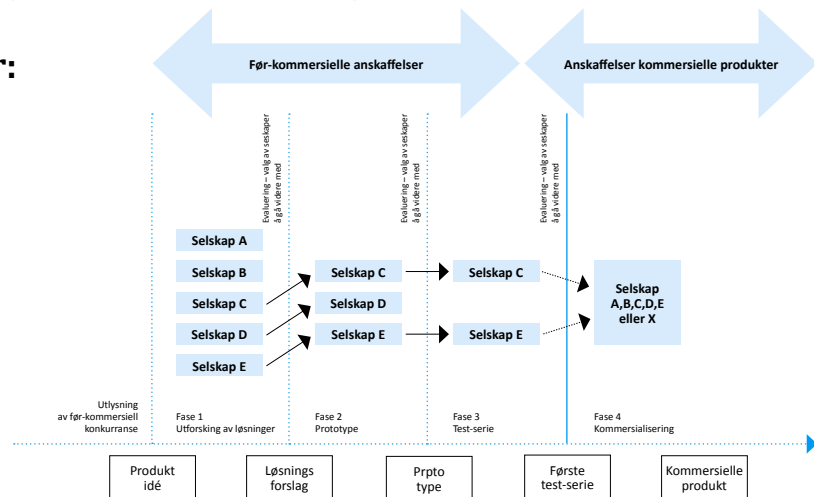 r:
Før-kommersielle anskaffelser
Anskaffelser kommersielle produkter
Evaluering – valg av seskaper
å gå videre med
Evaluering – valg av seskaper
å gå videre med
Evaluering – valg av seskaper
å gå videre med
Selskap A
Selskap B
Selskap C
Selskap D
Selskap E
Selskap C
Selskap D
Selskap E
Selskap C
Selskap E
Selskap
A,B,C,D,E
eller X
Utlysning
av før-kommersiell
konkurranse
Fase 1
Utforsking av løsninger
Fase 2
Prototype
Fase 3
Test-serie
Fase 4
Kommersialisering
Produkt
idé
Løsnings
forslag
Prpto
type
Første
test-serie
Kommersielle
produkt